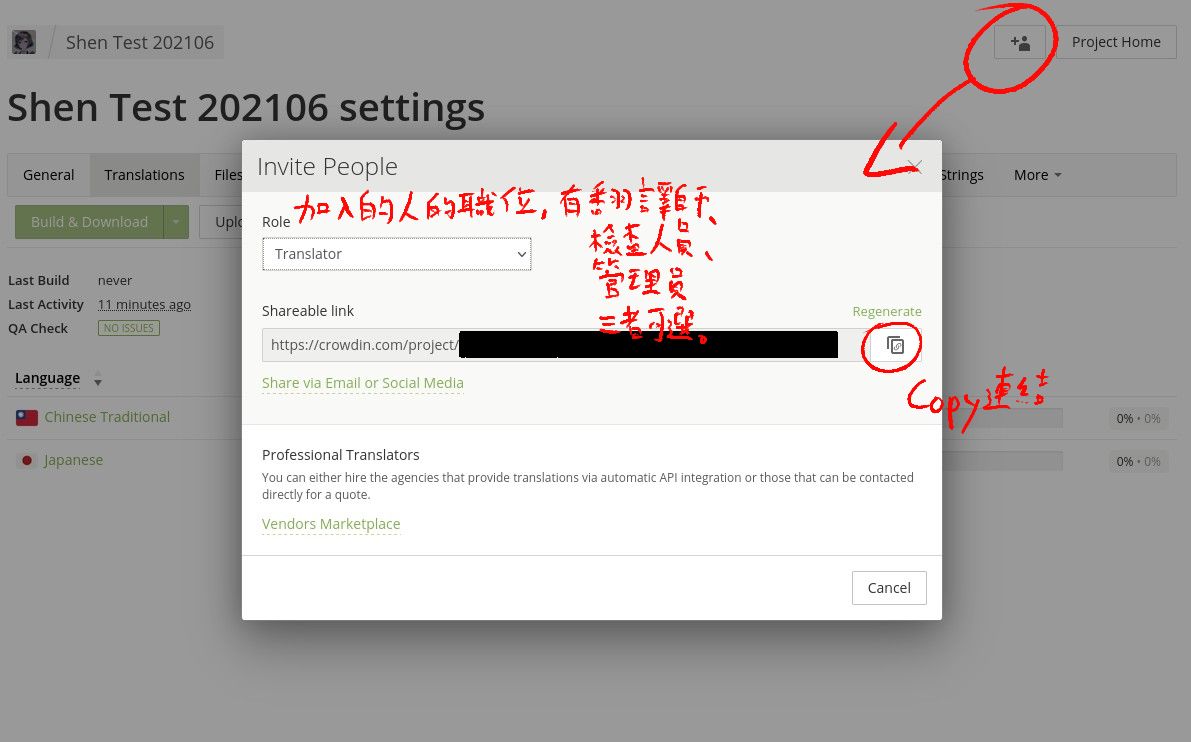 Shen Test 202106
Project Home
Shen Test 202106 settings
General
Translations
Files
Strings
More
Build & Download
Last Build never
Last Activity 11 minutes ago
QA Check NO ISSUES
Language
Chinese Traditional
0% • 0%
Japanese
0% • 0%
Invite People
加入的人的職位,有翻譯
檢查人員、
管理員
三者可選。
Role
Translator
Shareable link
Regenerate
https://crowdin.com/project/
Copy連結
Share via Email or Social Media
Professional Translators
You can either hire the agencies that provide translations via automatic API integration or those that can be contacted
directly for a quote.
Vendors Marketplace
Cancel